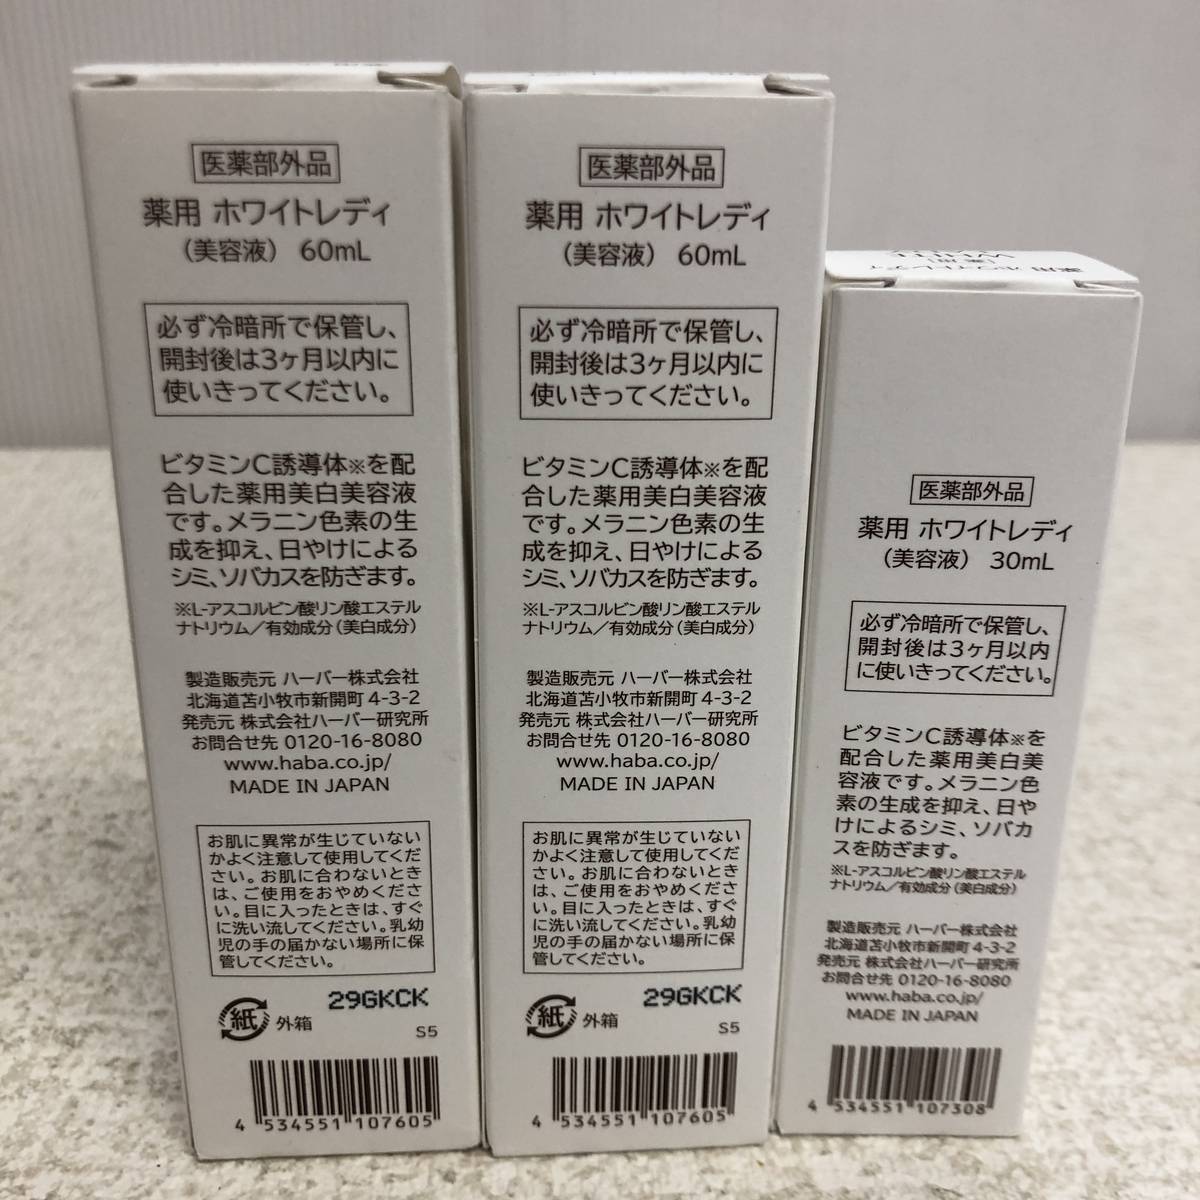 医薬部外品
薬用 ホワイトレディ
（美容液） 60mL
必ず冷暗所で保管し、
開封後は3ヶ月以内に
使いきってください。
ビタミンC誘導体※を配
合した薬用美白美容液
です。メラニン色素の生
成を抑え、日やけによる
シミ、ソバカスを防ぎます。
※L-アスコルビン酸リン酸エステル
ナトリウム／有効成分（美白成分）
製造販売元 ハーバー株式会社
北海道苫小牧市新開町 4-3-2
発売元 株式会社ハーバー研究所
お問合せ先 0120-16-8080
www.haba.co.jp/
MADE IN JAPAN
お肌に異常が生じていない
かよく注意して使用してくだ
さい。お肌に合わないとき
は、ご使用をおやめくださ
い。目に入ったときは、すぐ
に洗い流してください。乳幼
児の手の届かない場所に保
管してください。
29GKCK
紙 外箱
S5
4 534551 107605
医薬部外品
薬用 ホワイトレディ
（美容液） 60mL
必ず冷暗所で保管し、
開封後は3ヶ月以内に
使いきってください。
ビタミンC誘導体※を配
合した薬用美白美容液
です。メラニン色素の生
成を抑え、日やけによる
シミ、ソバカスを防ぎます。
※L-アスコルビン酸リン酸エステル
ナトリウム／有効成分（美白成分）
製造販売元 ハーバー株式会社
北海道苫小牧市新開町 4-3-2
発売元 株式会社ハーバー研究所
お問合せ先 0120-16-8080
www.haba.co.jp/
MADE IN JAPAN
お肌に異常が生じていない
かよく注意して使用してくだ
さい。お肌に合わないとき
は、ご使用をおやめくださ
い。目に入ったときは、すぐ
に洗い流してください。乳幼
児の手の届かない場所に保
管してください。
29GKCK
紙 外箱
S5
4 534551 107605
WHITE
［薬用］
薬用 ホワイトレディ
医薬部外品
薬用 ホワイトレディ
（美容液） 30mL
必ず冷暗所で保管し、
開封後は3ヶ月以内
に使いきってください。
ビタミンC誘導体※を
配合した薬用美白美
容液です。メラニン色
素の生成を抑え、日や
けによるシミ、ソバカ
スを防ぎます。
※L-アスコルビン酸リン酸エステル
ナトリウム／有効成分（美白成分）
製造販売元 ハーバー株式会社
北海道苫小牧市新開町 4-3-2
発売元 株式会社ハーバー研究所
お問合せ先 0120-16-8080
www.haba.co.jp/
MADE IN JAPAN
4 534551 107308